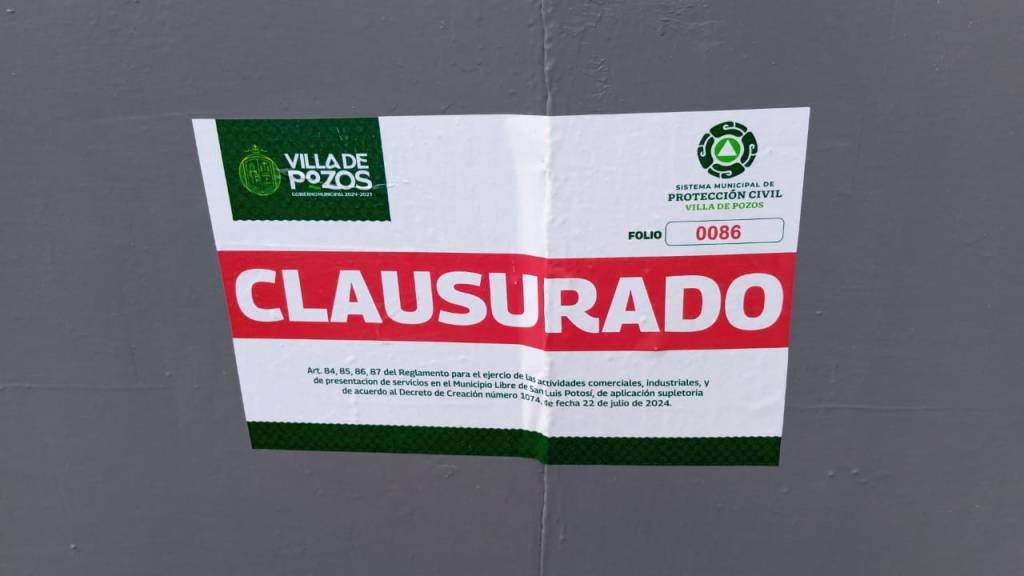 VILLA DE
POZOS
GOBIERNO MUNICIPAL 2024-2027
SISTEMA MUNICIPAL DE
PROTECCIÓN CIVIL
VILLA DE POZOS
FOLIO 0086
CLAUSURADO
Art. 84, 85, 86, 87 del Reglamento para el ejercio de las actividades comerciales, industriales, y
de presentacion de servicios en el Municipio Libre de San Luis Potosí, de aplicación supletoria
de acuerdo al Decreto de Creación número 1074, de fecha 22 de julio de 2024.